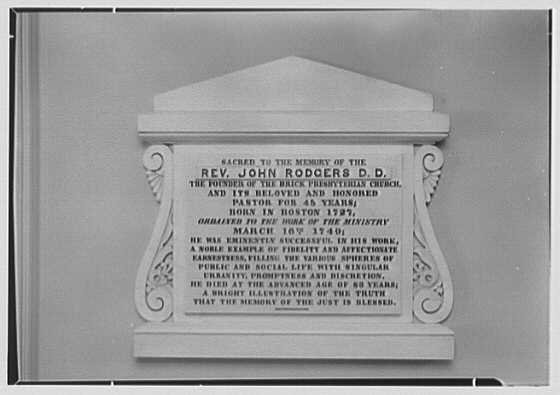 SACRED TO THE MEMORY OF THE
REV. JOHN RODGERS D.D.
THE FOUNDER OF THE BRICK PRESBYTERIAN CHURCH,
AND ITS BELOVED AND HONORED
PASTOR FOR 45 YEARS;
BORN IN BOSTON 1727,
ORDAINED TO THE WORK OF THE MINISTRY
MARCH 16TH 1749;
HE WAS EMINENTLY SUCCESSFUL IN HIS WORK,
A NOBLE EXAMPLE OF FIDELITY AND AFFECTIONATE
EARNESTNESS, FILLING THE VARIOUS SPHERES OF
PUBLIC AND SOCIAL LIFE WITH SINGULAR
URBANITY, PROMPTNESS AND DISCRETION.
HE DIED AT THE ADVANCED AGE OF 83 YEARS;
A BRIGHT ILLUSTRATION OF THE TRUTH
THAT THE MEMORY OF THE JUST IS BLESSED.